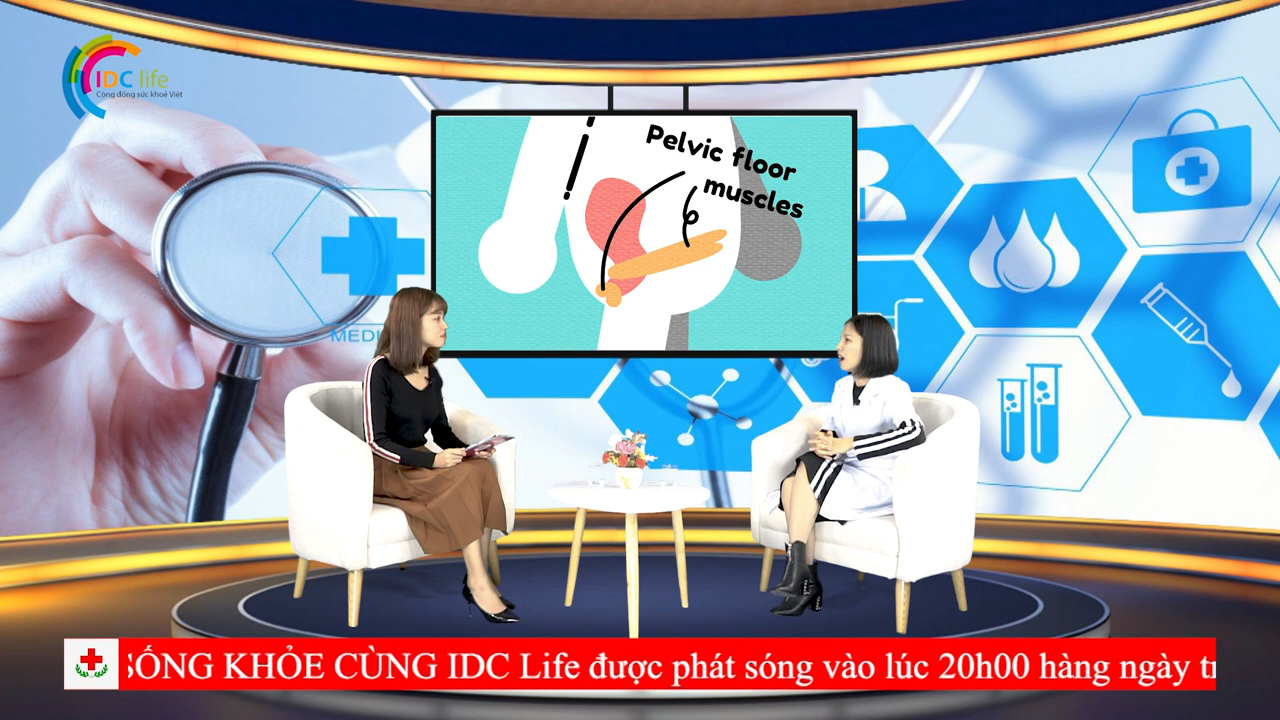 IDC life
Cộng đồng sức khoẻ Việt
Pelvic floor
muscles
SỐNG KHỎE CÙNG IDC Life được phát sóng vào lúc 20h00 hàng ngày